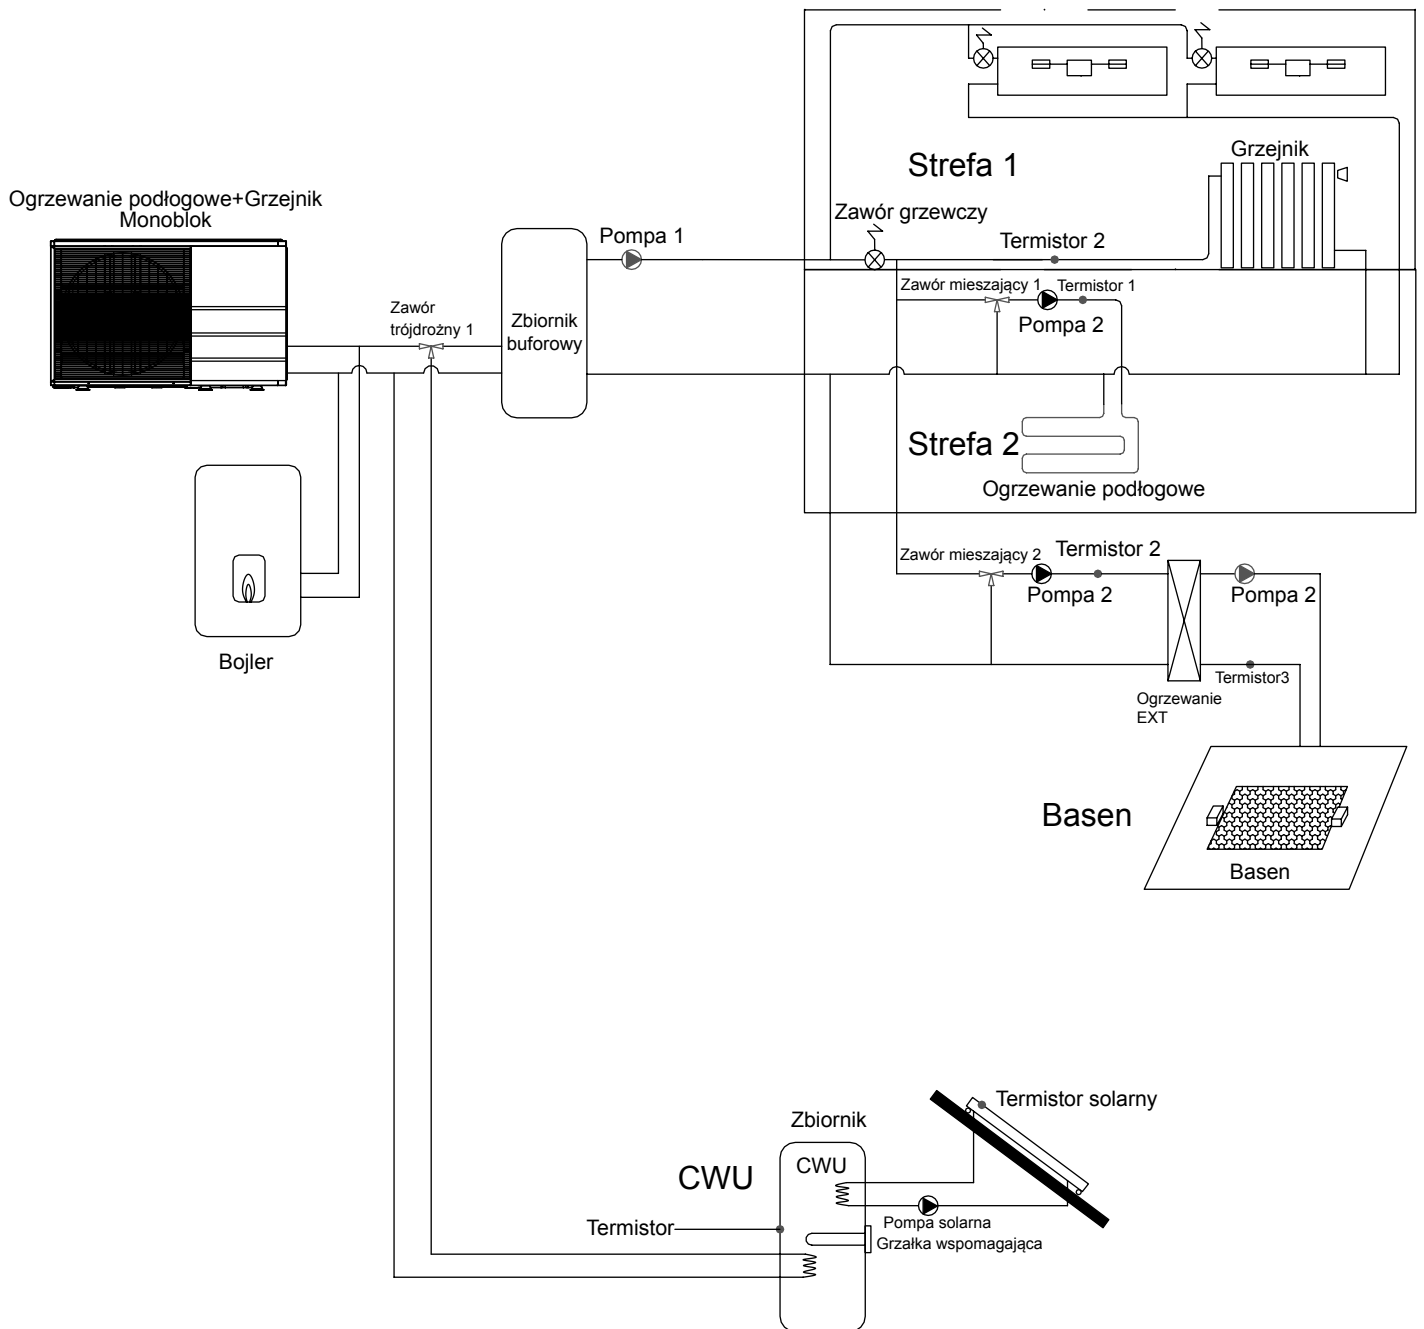 Strefa 1
Grzejnik
Ogrzewanie podłogowe+Grzejnik
Monoblok
Zawór grzewczy
Pompa 1
Termistor 2
Zawór mieszający 1
Termistor 1
Pompa 2
Zawór
trójdrożny 1
Zbiornik
buforowy
Strefa 2
Ogrzewanie podłogowe
Zawór mieszający 2
Termistor 2
Pompa 2
Pompa 2
Bojler
Termistor3
Ogrzewanie
EXT
Basen
Basen
Termistor solarny
Zbiornik
CWU
CWU
Termistor
Pompa solarna
Grzałka wspomagająca